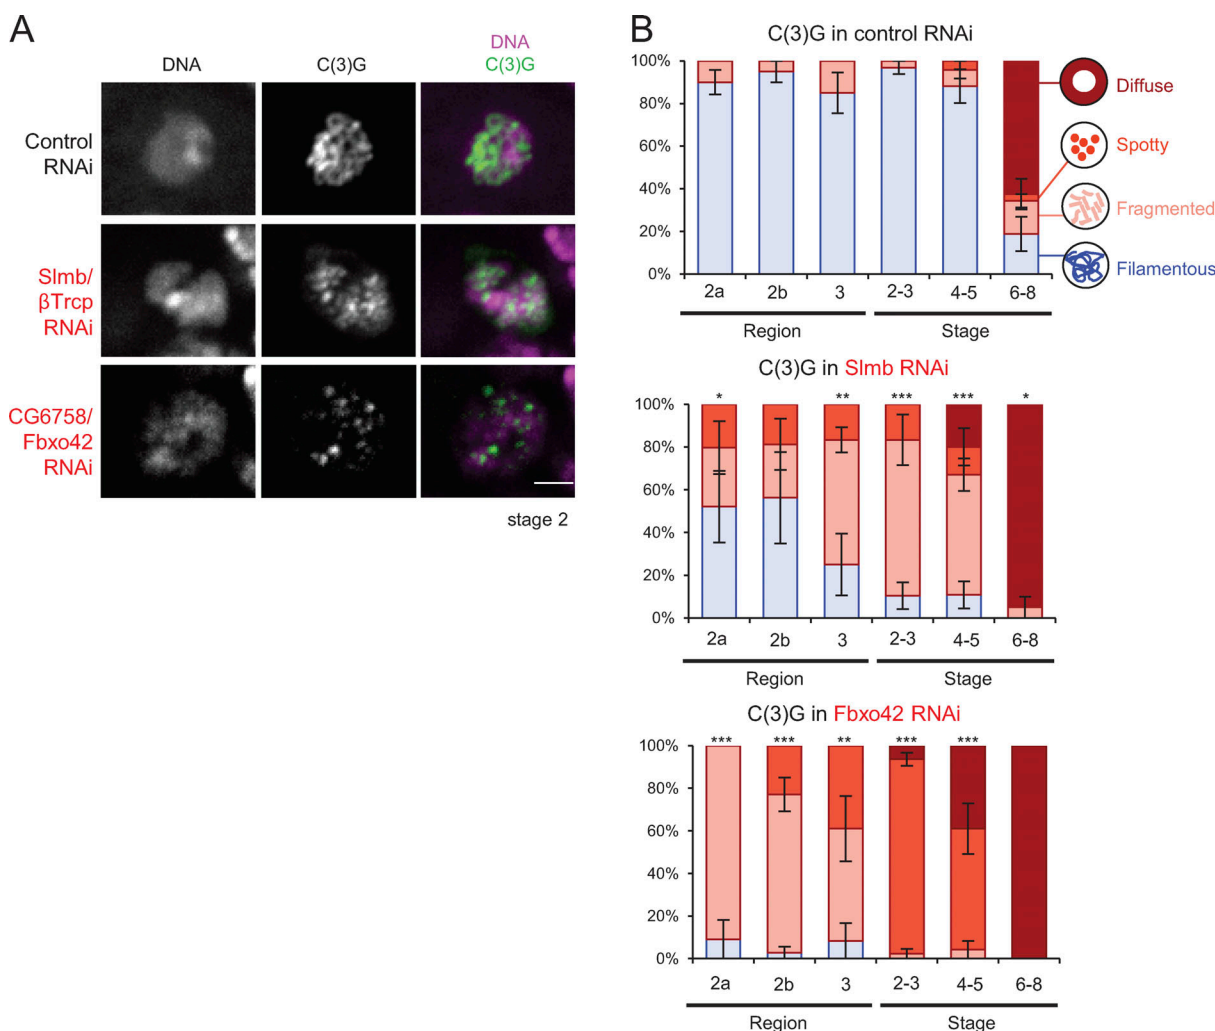 A
DNA
C(3)G
DNA
C(3)G
Control
RNAi
Slmb/
βTrcp
RNAi
CG6758/
Fbxo42
RNAi
stage 2
B
C(3)G in control RNAi
100%
80%
60%
40%
20%
0%
2a 2b 3 2-3 4-5 6-8
Region Stage
Diffuse
Spotty
Fragmented
Filamentous
C(3)G in Slmb RNAi
* ** *** *** *
100%
80%
60%
40%
20%
0%
2a 2b 3 2-3 4-5 6-8
Region Stage
C(3)G in Fbxo42 RNAi
*** *** ** *** ***
100%
80%
60%
40%
20%
0%
2a 2b 3 2-3 4-5 6-8
Region Stage